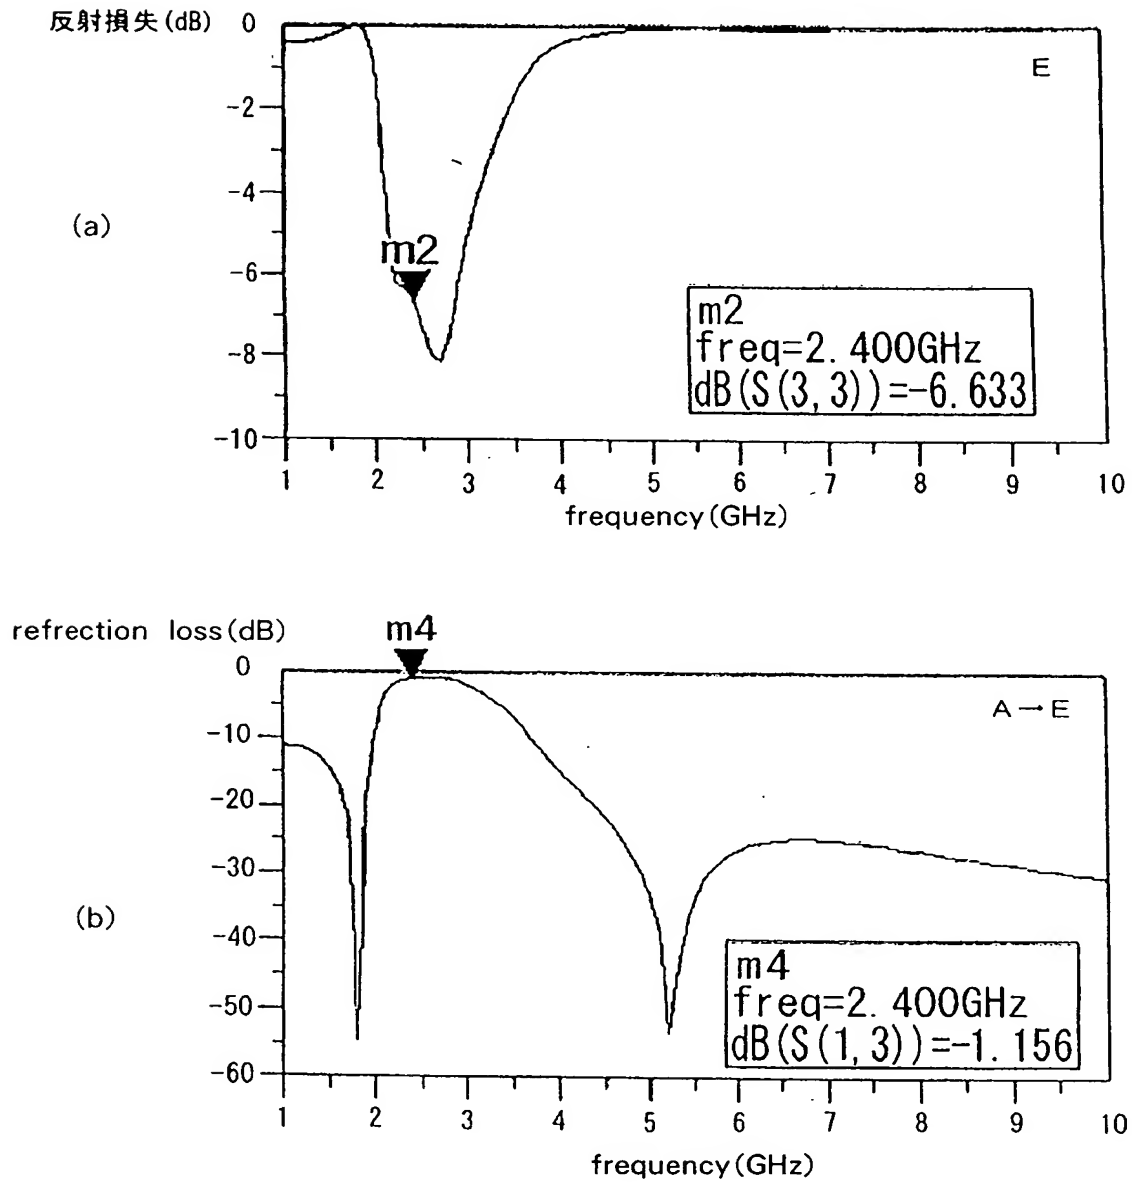 反射損失(dB)
0
E
-2
-4
(a)
m2
-6
m2
freq=2.400GHz
-8
dB(S(3,3))=-6.633
-10
1 2 3 4 5 6 7 8 9 10
frequency(GHz)
refrection loss(dB)
m4
0
A→E
-10
-20
-30
(b)
-40
m4
freq=2.400GHz
-50
dB(S(1,3))=-1.156
-60
1 2 3 4 5 6 7 8 9 10
frequency(GHz)